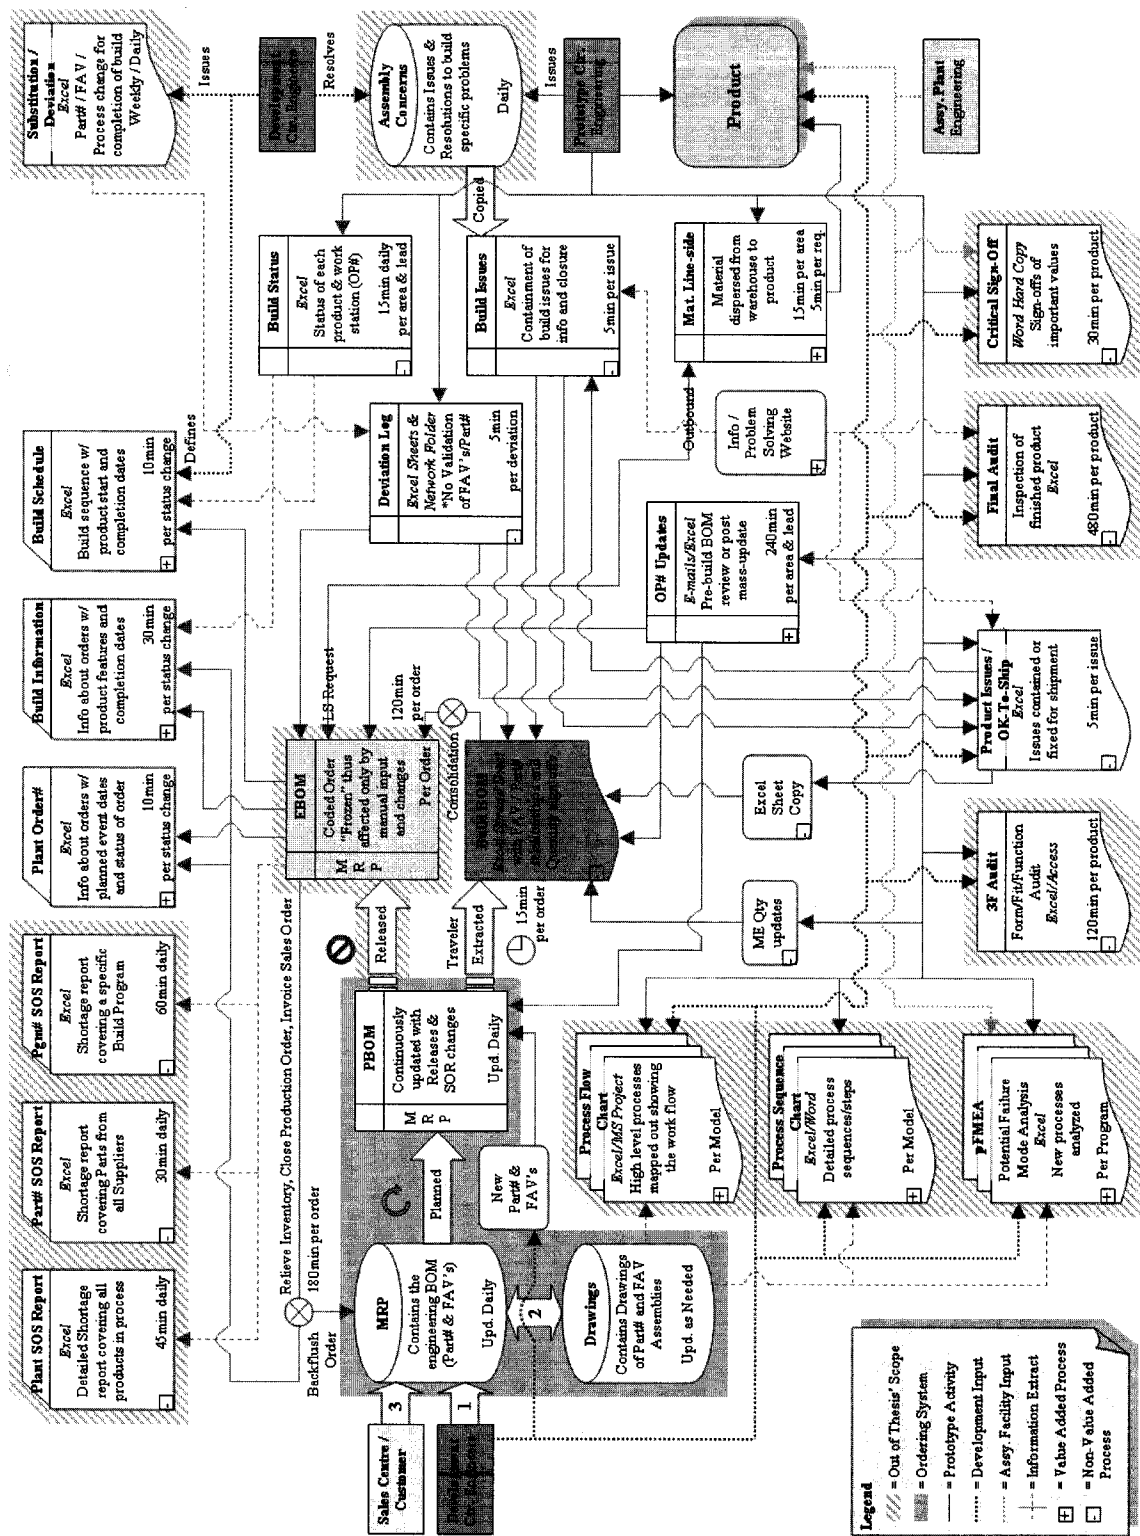 Plant SOS Report
Excel
Detailed Shortage
report covering all
products in process
45min daily
-
Part# SOS Report
Excel
Shortage report
covering Parts from
all Suppliers
30min daily
-
Pgm# SOS Report
Excel
Shortage report
covering a specific
Build Program
60min daily
-
Plant Order#
Excel
Info about orders w/
planned event dates
and status of order
10min
+ per status change
Build Information
Excel
Info about orders w/
product features and
completion dates
30min
+ per status change
Build Schedule
Excel
Build sequence w/
product start and
completion dates
10min
+ per status change
Defines
Substitution /
Deviation
Excel
Part# / FAV /
Process change for
completion of build
Weekly / Daily
Issues
Resolves
Relieve Inventory, Close Production Order, Invoice Sales Order
180min per order
Backflush
Order
Sales Centre /
Customer
3
1
MRP
Contains the
engineering BOM
(Part# & FAV's)
Upd. Daily
2
Drawings
Contains Drawings
of Part# and FAV
Assemblies
Upd. as Needed
Planned
New
Part# &
FAV's
PBOM
M
R
P
Continuously
updated with
Releases &
SOR changes
Upd. Daily
Released
Traveler
Extracted
15min
per order
EBOM
M
R
P
Coded Order
"Frozen" thus
affected only by
manual input
and changes
Per Order
LS Request
120min
per order
Consolidation
Deviation Log
Excel Sheets &
Network Folder
*No Validation
of FAV's/Part#
5min
per deviation
-
Build Status
Excel
Status of each
product & work
station (OP#)
15min daily
per area & lead
-
Build Issues
Excel
Containment of
build issues for
info and closure
5min per issue
-
Copied
Assembly
Concerns
Contains Issues &
Resolutions to build
specific problems
Daily
Issues
Prototype Cir.
Engineering
Product
Assy. Plant
Engineering
Mat. Line-side
Material
dispersed from
warehouse to
product
15min per area
5min per req.
+
Outbound
Info /
Problem
Solving
Website
+
OP# Updates
E-mails/Excel
Pre-build BOM
review or post
mass-update
240min
per area & lead
+
Excel
Sheet
Copy
-
ME Qty
updates
-
Process Flow
Chart
Excel/MS Project
High level processes
mapped out showing
the work flow
Per Model
+
Process Sequence
Chart
Excel/Word
Detailed process
sequences/steps
Per Model
+
pFMEA
Potential Failure
Mode Analysis
Excel
New processes
analyzed
Per Program
+
3F Audit
Form/Fit/Function
Audit
Excel/Access
120min per product
-
Product Issues /
OK-To-Ship
Excel
Issues contained or
fixed for shipment
5min per issue
-
Final Audit
Inspection of
finished product
Excel
480min per product
-
Critical Sign-Off
Word Hard Copy
Sign-offs of
important values
30min per product
-
Legend
= Out of Thesis' Scope
= Ordering System
= Prototype Activity
= Development Input
= Assy. Facility Input
= Information Extract
+ = Value Added Process
- = Non-Value Added
Process